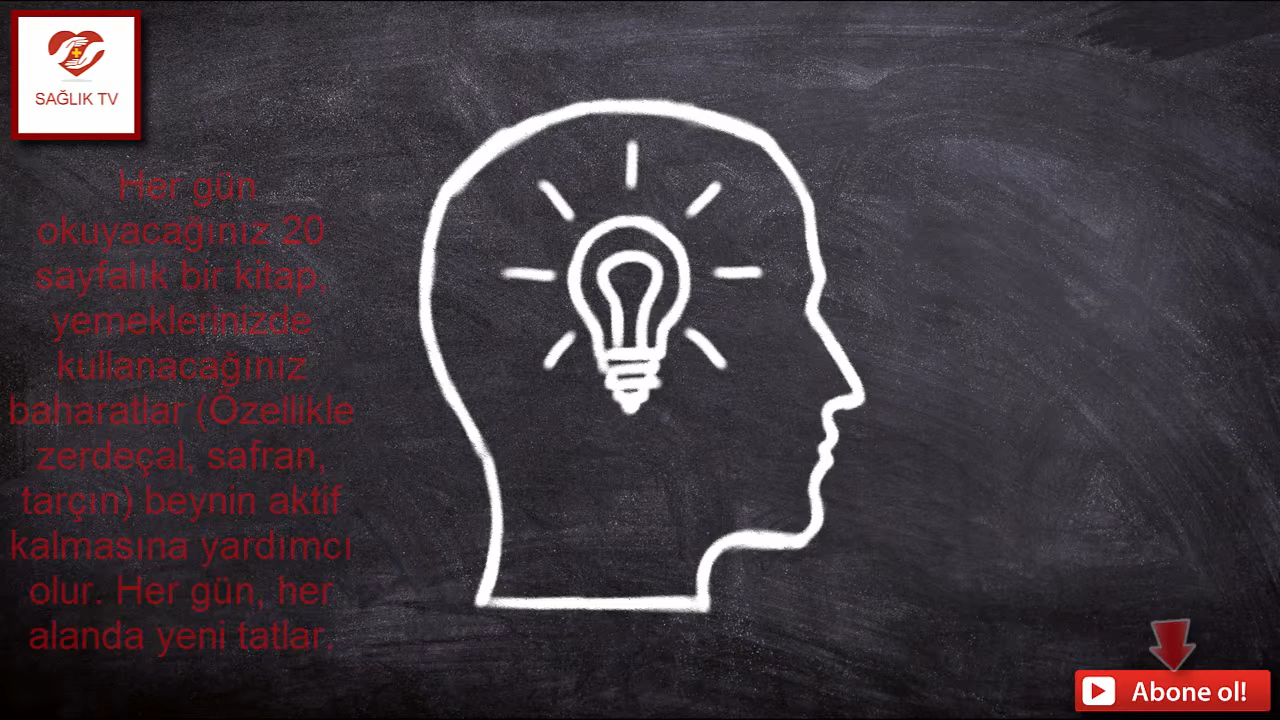 SAĞLIK TV
Her gün
okuyacağınız 20
sayfalık bir kitap,
yemeklerinizde
kullanacağınız
baharatlar (Özellikle
zerdeçal, safran,
tarçın) beynin aktif
kalmasına yardımcı
olur. Her gün, her
alanda yeni tatlar.
Abone ol!